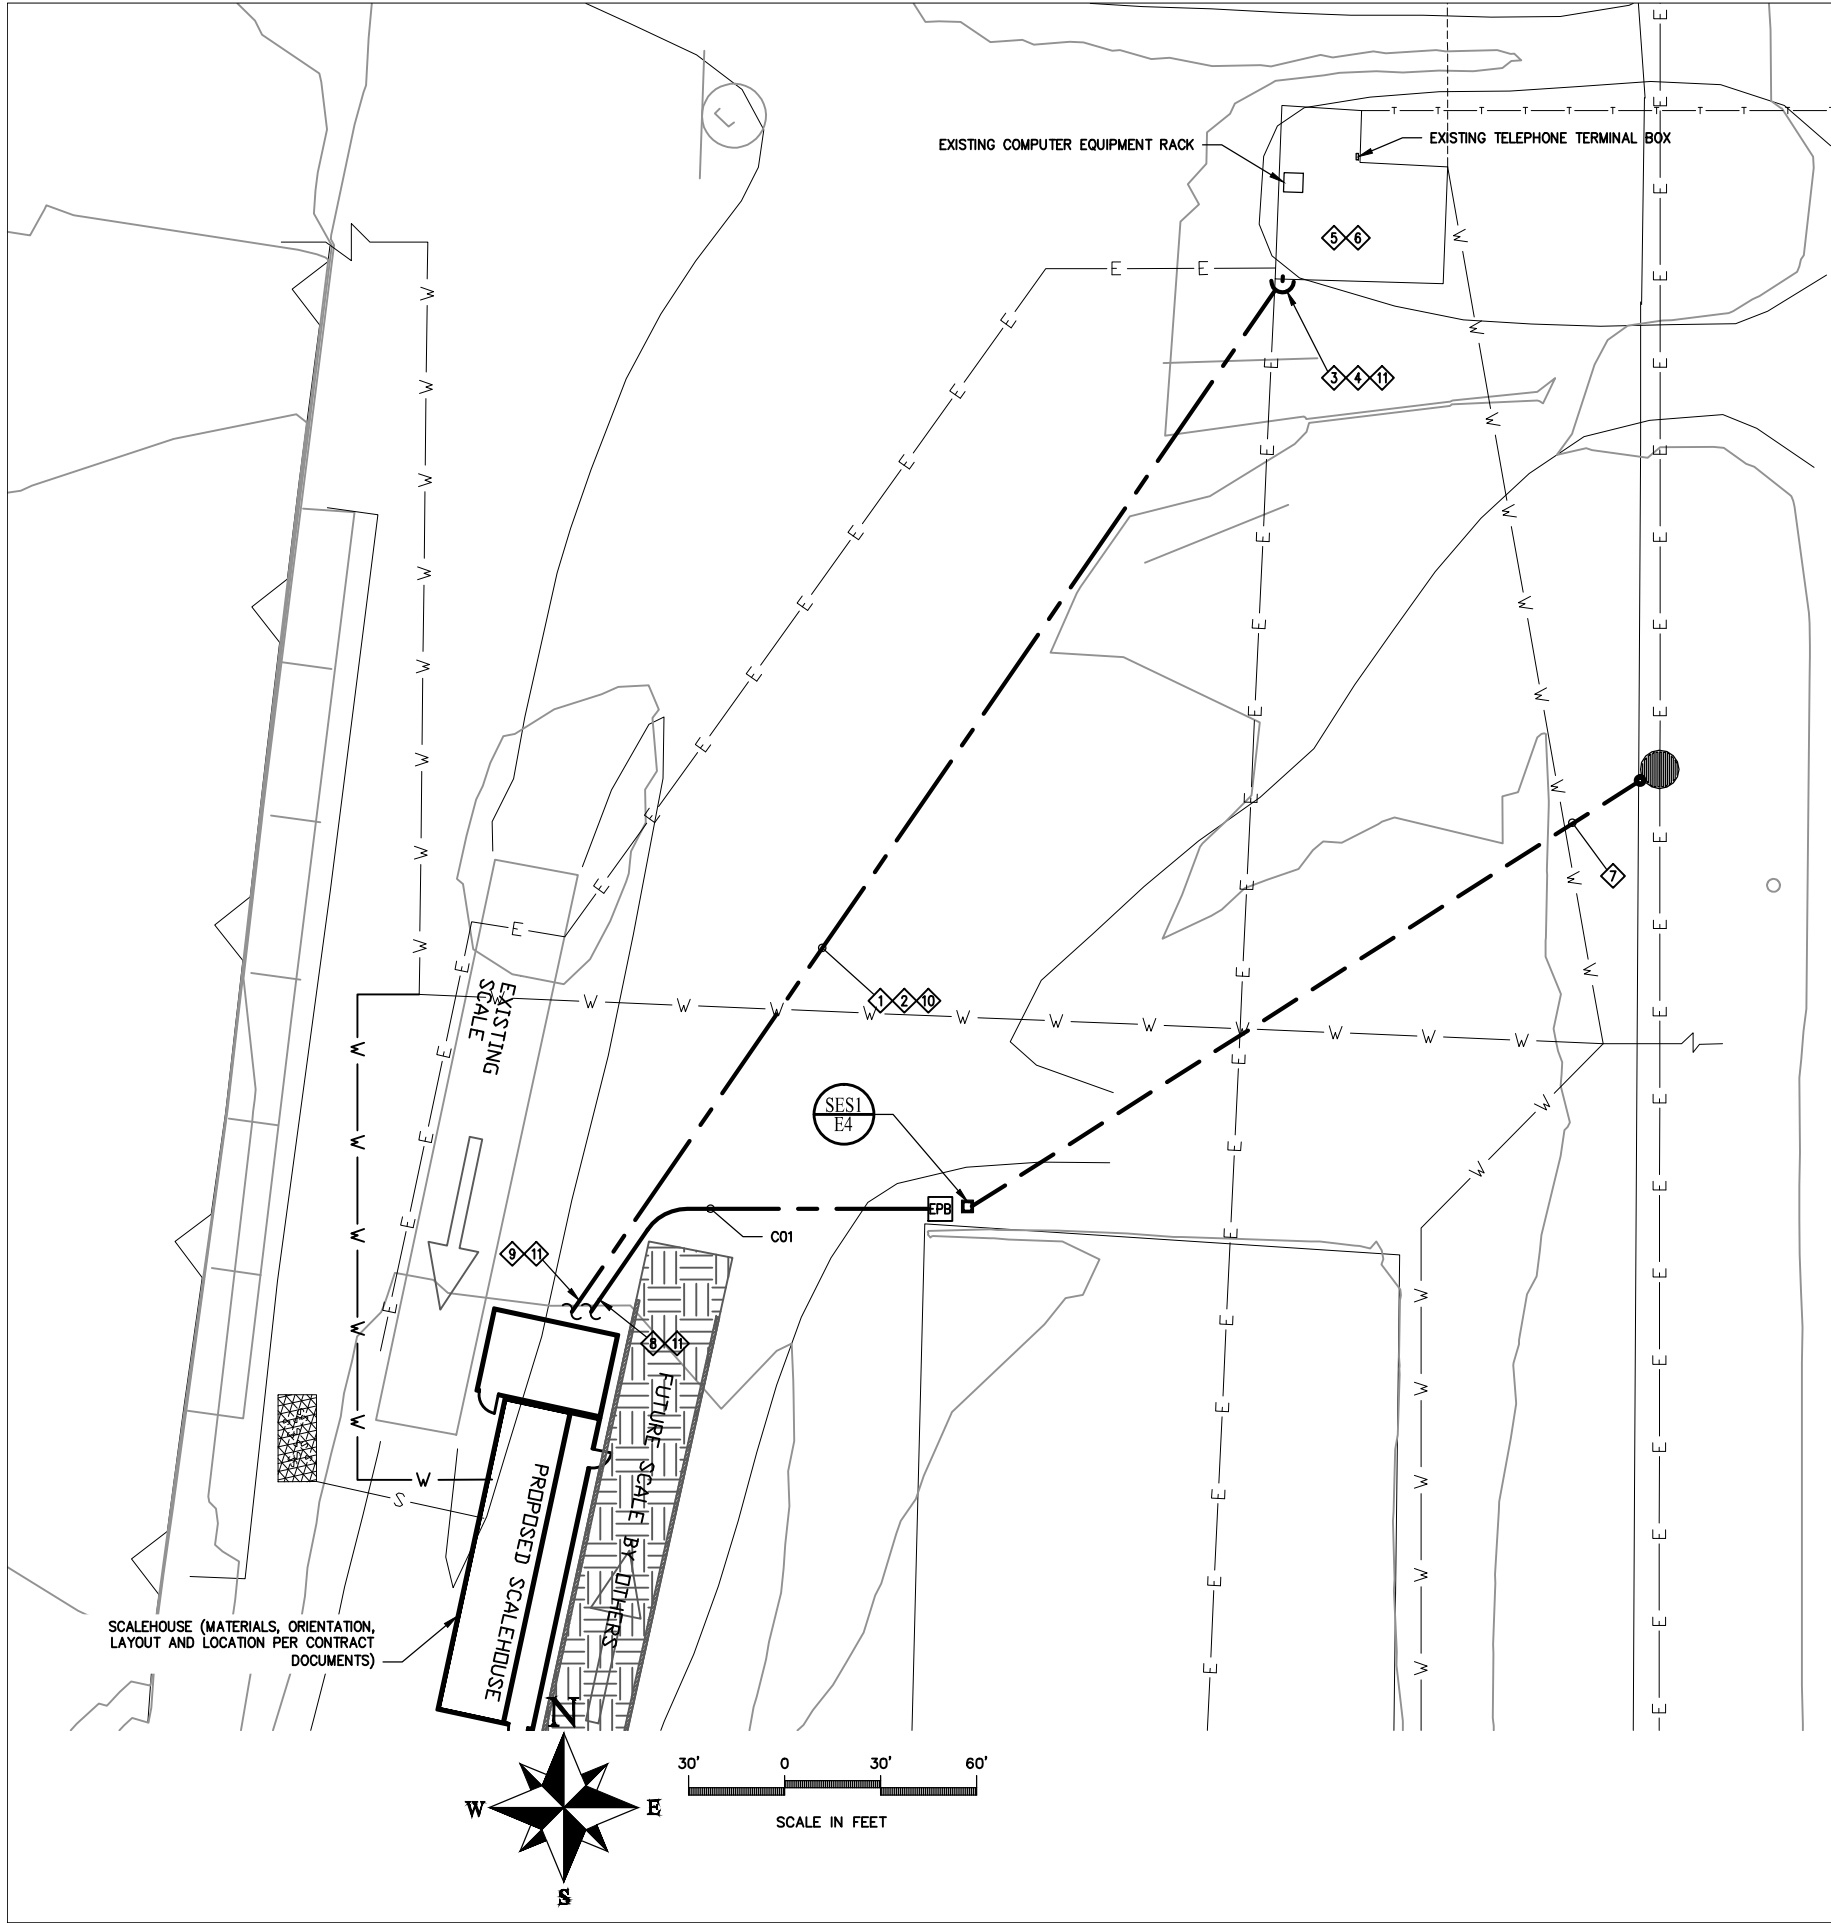 EXISTING COMPUTER EQUIPMENT RACK
EXISTING TELEPHONE TERMINAL BOX
5 6
3 4 11
7
1 2 10
EXISTING
SCALE
SES1
E4
EPB
C01
9 11
8 11
FUTURE SCALE BY OTHERS
PROPOSED SCALEHOUSE
SCALEHOUSE (MATERIALS, ORIENTATION,
LAYOUT AND LOCATION PER CONTRACT
DOCUMENTS)
N
W E
S
30' 0 30' 60'
SCALE IN FEET